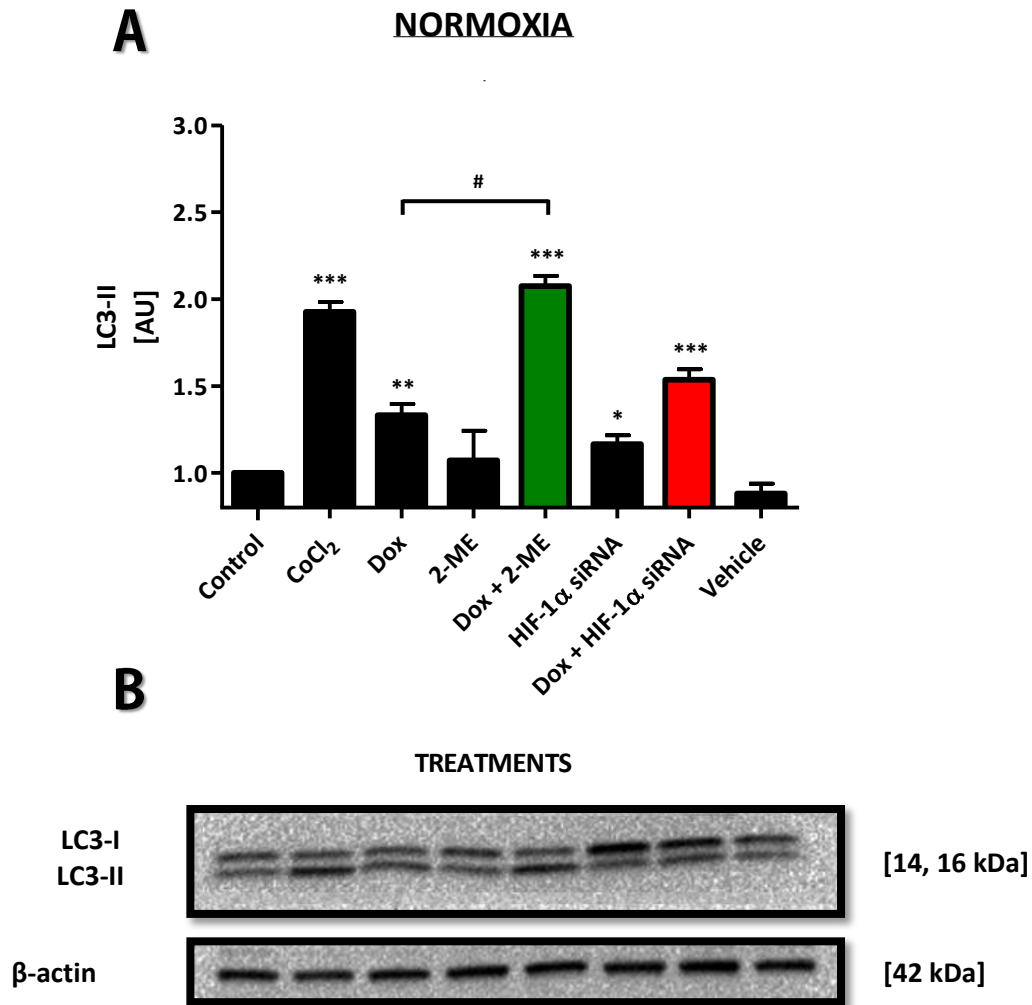 A
NORMOXIA
3.0
2.5
2.0
1.5
1.0
LC3-II
[AU]
#
***
**
***
*
***
Control
CoCl₂
Dox
2-ME
Dox + 2-ME
HIF-1α siRNA
Dox + HIF-1α siRNA
Vehicle
B
TREATMENTS
LC3-I
LC3-II
[14, 16 kDa]
β-actin
[42 kDa]